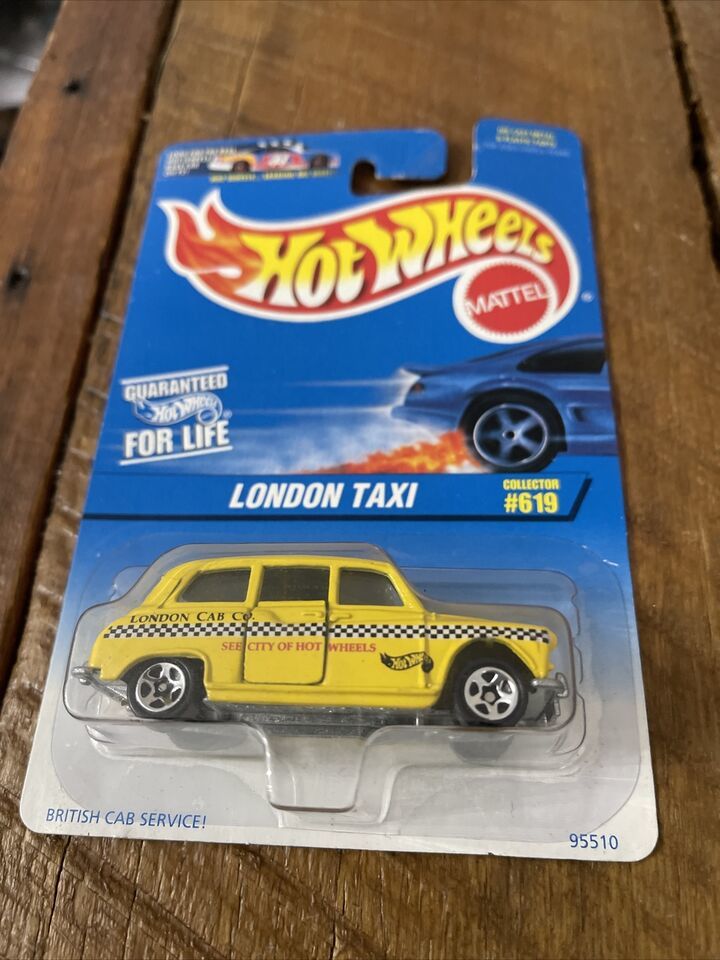 HOT WHEELS
MATTEL
®
GUARANTEED
HOT WHEELS ®
FOR LIFE
LONDON TAXI
COLLECTOR
#619
LONDON CAB CO.
SEE CITY OF HOT WHEELS
HOT WHEELS
BRITISH CAB SERVICE!
95510